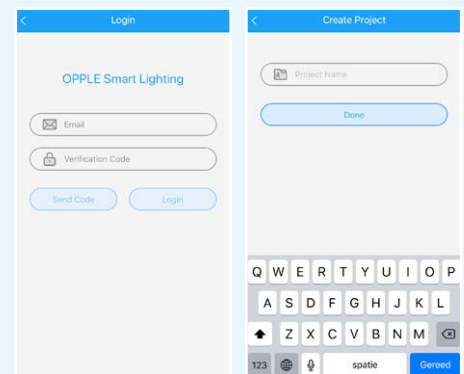 Login
OPPLE Smart Lighting
Email
Verification Code
Send Code
Login
Create Project
Project Name
Done
Q W E R T Y U I O P
A S D F G H J K L
Z X C V B N M
123
spatie
Gereed